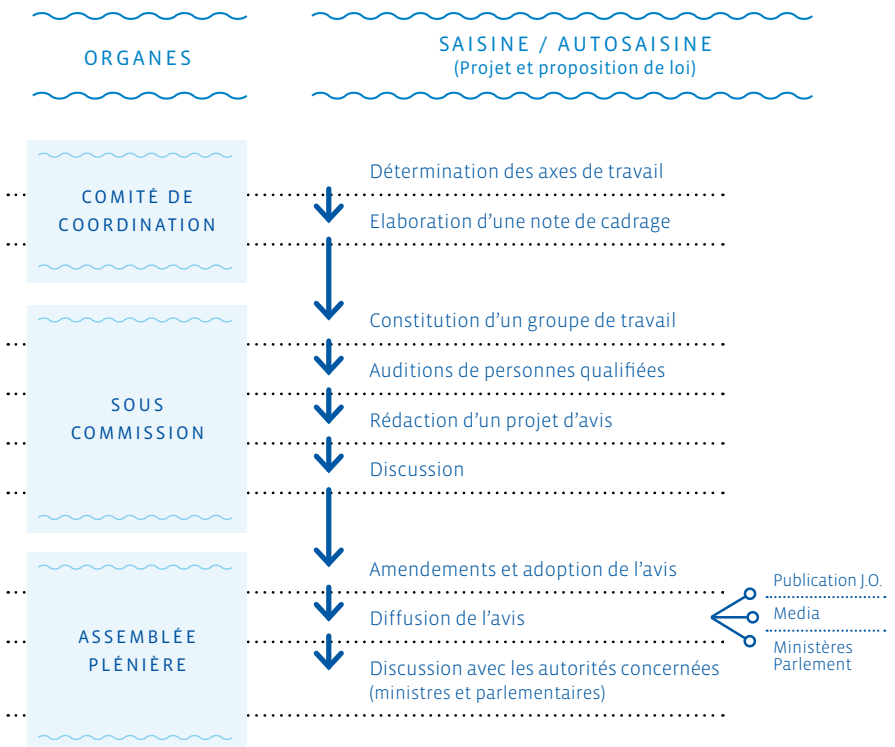 ORGANES
SAISINE / AUTOSAISINE
(Projet et proposition de loi)
COMITÉ DE
COORDINATION
Détermination des axes de travail
Elaboration d'une note de cadrage
SOUS
COMMISSION
Constitution d'un groupe de travail
Auditions de personnes qualifiées
Rédaction d'un projet d'avis
Discussion
ASSEMBLÉE
PLÉNIÈRE
Amendements et adoption de l'avis
Diffusion de l'avis
Publication J.O.
Media
Ministères
Parlement
Discussion avec les autorités concernées
(ministres et parlementaires)